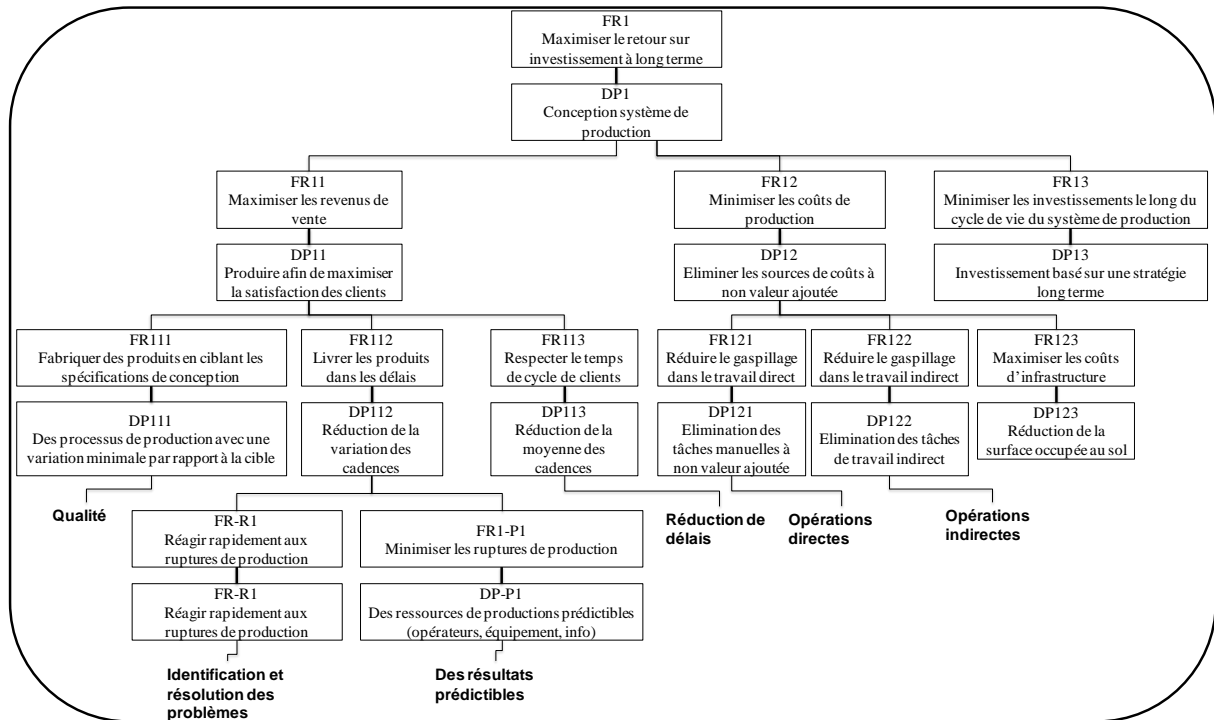 FR1
Maximiser le retour sur
investissement à long terme
DP1
Conception système de
production
FR11
Maximiser les revenus de
vente
DP11
Produire afin de maximiser
la satisfaction des clients
FR12
Minimiser les coûts de
production
DP12
Eliminer les sources de coûts à
non valeur ajoutée
FR13
Minimiser les investissements le long du
cycle de vie du système de production
DP13
Investissement basé sur une stratégie
long terme
FR111
Fabriquer des produits en ciblant les
spécifications de conception
DP111
Des processus de production avec une
variation minimale par rapport à la cible
Qualité
FR112
Livrer les produits
dans les délais
DP112
Réduction de la
variation des
cadences
FR113
Respecter le temps
de cycle de clients
DP113
Réduction de la
moyenne des
cadences
Réduction de
délais
FR121
Réduire le gaspillage
dans le travail direct
DP121
Elimination des
tâches manuelles à
non valeur ajoutée
Opérations
directes
FR122
Réduire le gaspillage
dans le travail indirect
DP122
Elimination des tâches
de travail indirect
Opérations
indirectes
FR123
Maximiser les coûts
d’infrastructure
DP123
Réduction de la
surface occupée au sol
FR-R1
Réagir rapidement aux
ruptures de production
FR-R1
Réagir rapidement aux
ruptures de production
Identification et
résolution des
problèmes
FR1-P1
Minimiser les ruptures de production
DP-P1
Des ressources de productions prédictibles
(opérateurs, équipement, info)
Des résultats
prédictibles